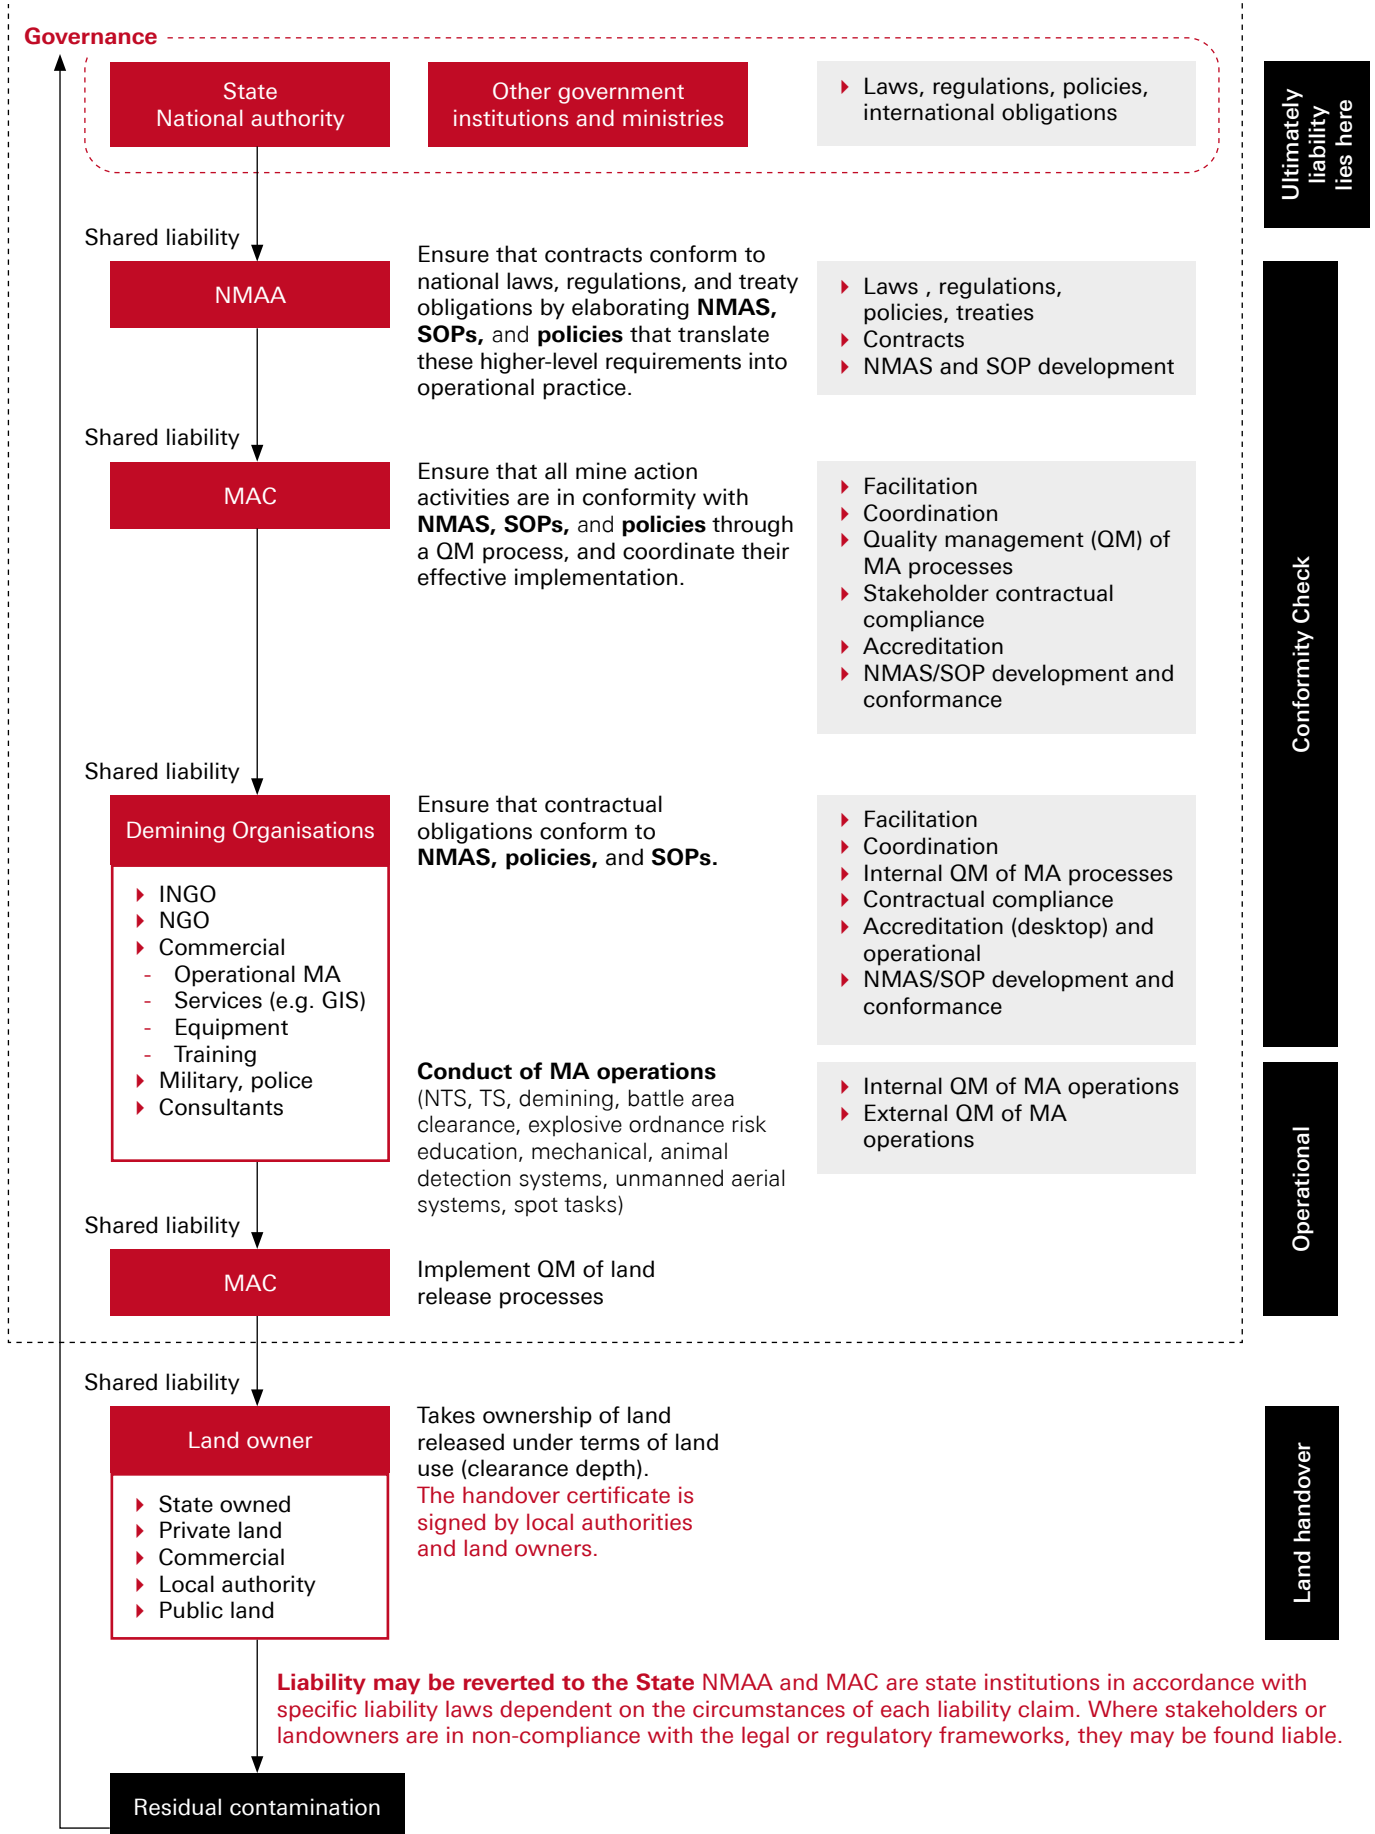 Governance
State
National authority
Other government
institutions and ministries
Laws, regulations, policies,
international obligations
Ultimately
liability
lies here
Shared liability
NMAA
Ensure that contracts conform to
national laws, regulations, and treaty
obligations by elaborating NMAS,
SOPs, and policies that translate
these higher-level requirements into
operational practice.
Laws , regulations,
policies, treaties
Contracts
NMAS and SOP development
Conformity Check
Shared liability
MAC
Ensure that all mine action
activities are in conformity with
NMAS, SOPs, and policies through
a QM process, and coordinate their
effective implementation.
Facilitation
Coordination
Quality management (QM) of
MA processes
Stakeholder contractual
compliance
Accreditation
NMAS/SOP development and
conformance
Shared liability
Demining Organisations
INGO
NGO
Commercial
- Operational MA
- Services (e.g. GIS)
- Equipment
- Training
Military, police
Consultants
Ensure that contractual
obligations conform to
NMAS, policies, and SOPs.
Facilitation
Coordination
Internal QM of MA processes
Contractual compliance
Accreditation (desktop) and
operational
NMAS/SOP development and
conformance
Conduct of MA operations
(NTS, TS, demining, battle area
clearance, explosive ordnance risk
education, mechanical, animal
detection systems, unmanned aerial
systems, spot tasks)
Internal QM of MA operations
External QM of MA
operations
Operational
Shared liability
MAC
Implement QM of land
release processes
Shared liability
Land owner
State owned
Private land
Commercial
Local authority
Public land
Takes ownership of land
released under terms of land
use (clearance depth).
The handover certificate is
signed by local authorities
and land owners.
Land handover
Liability may be reverted to the State NMAA and MAC are state institutions in accordance with
specific liability laws dependent on the circumstances of each liability claim. Where stakeholders or
landowners are in non-compliance with the legal or regulatory frameworks, they may be found liable.
Residual contamination